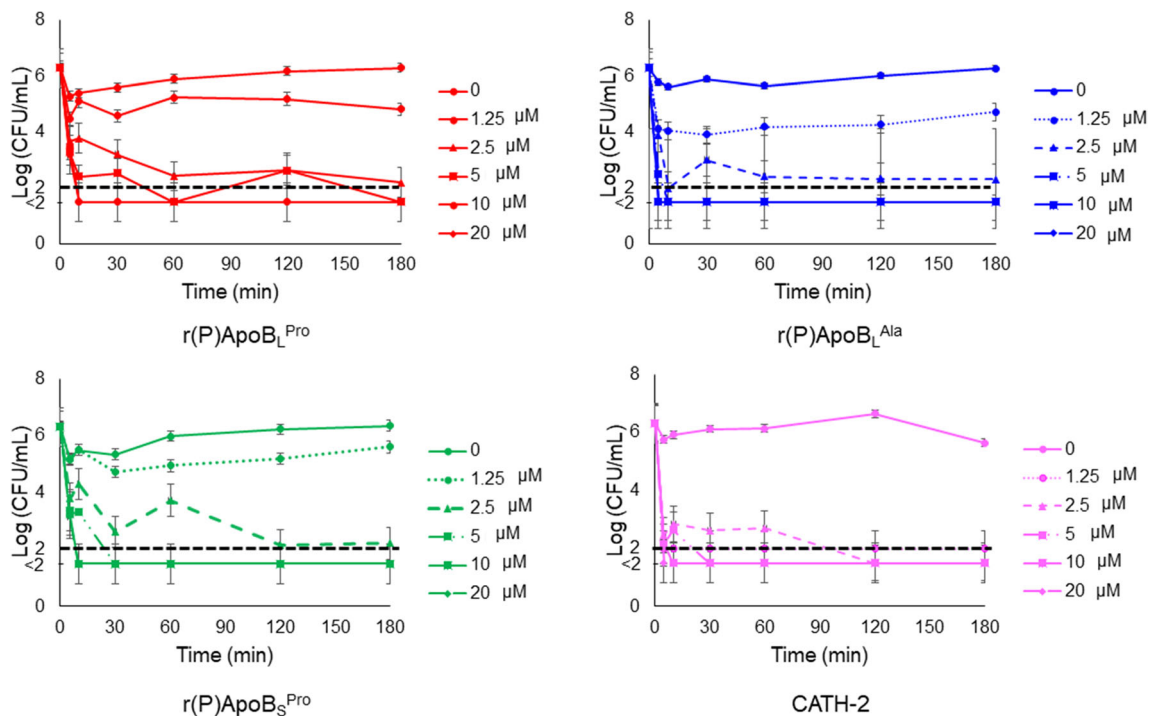 8
6
4
2
<2
0
Log (CFU/mL)
0 30 60 90 120 150 180
Time (min)
0
1.25 µM
2.5 µM
5 µM
10 µM
20 µM
r(P)ApoB_L^Pro
8
6
4
2
<2
0
Log (CFU/mL)
0 30 60 90 120 150 180
Time (min)
0
1.25 µM
2.5 µM
5 µM
10 µM
20 µM
r(P)ApoB_L^Ala
8
6
4
2
<2
0
Log (CFU/mL)
0 30 60 90 120 150 180
Time (min)
0
1.25 µM
2.5 µM
5 µM
10 µM
20 µM
r(P)ApoB_S^Pro
8
6
4
2
<2
0
Log (CFU/mL)
0 30 60 90 120 150 180
Time (min)
0
1.25 µM
2.5 µM
5 µM
10 µM
20 µM
CATH-2